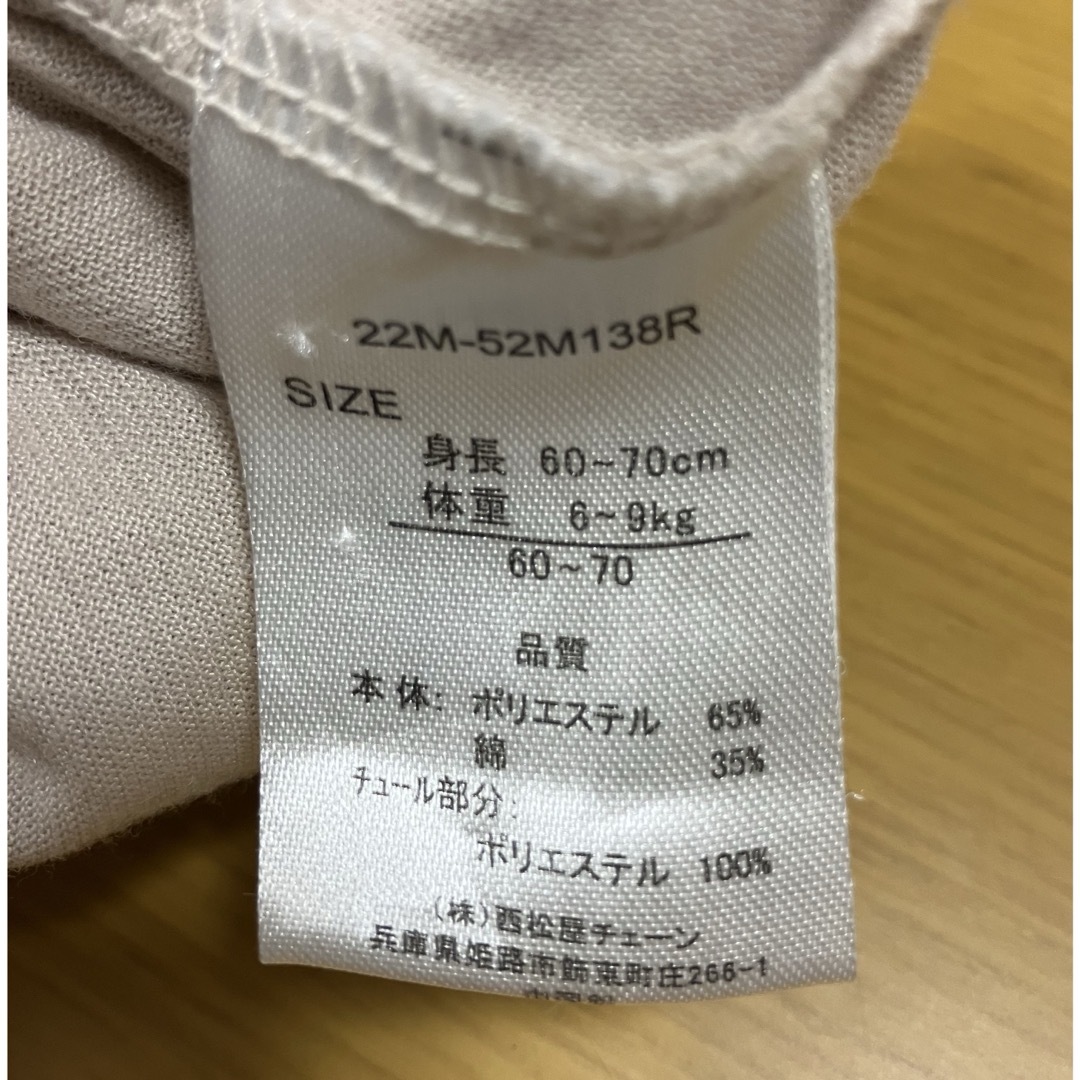 22M-52M138R
SIZE
身長 60~70cm
体重 6~9kg
60~70
品質
本体: ポリエステル 65%
綿 35%
チュール部分:
ポリエステル 100%
(株)西松屋チェーン
兵庫県姫路市飾東町庄266-1